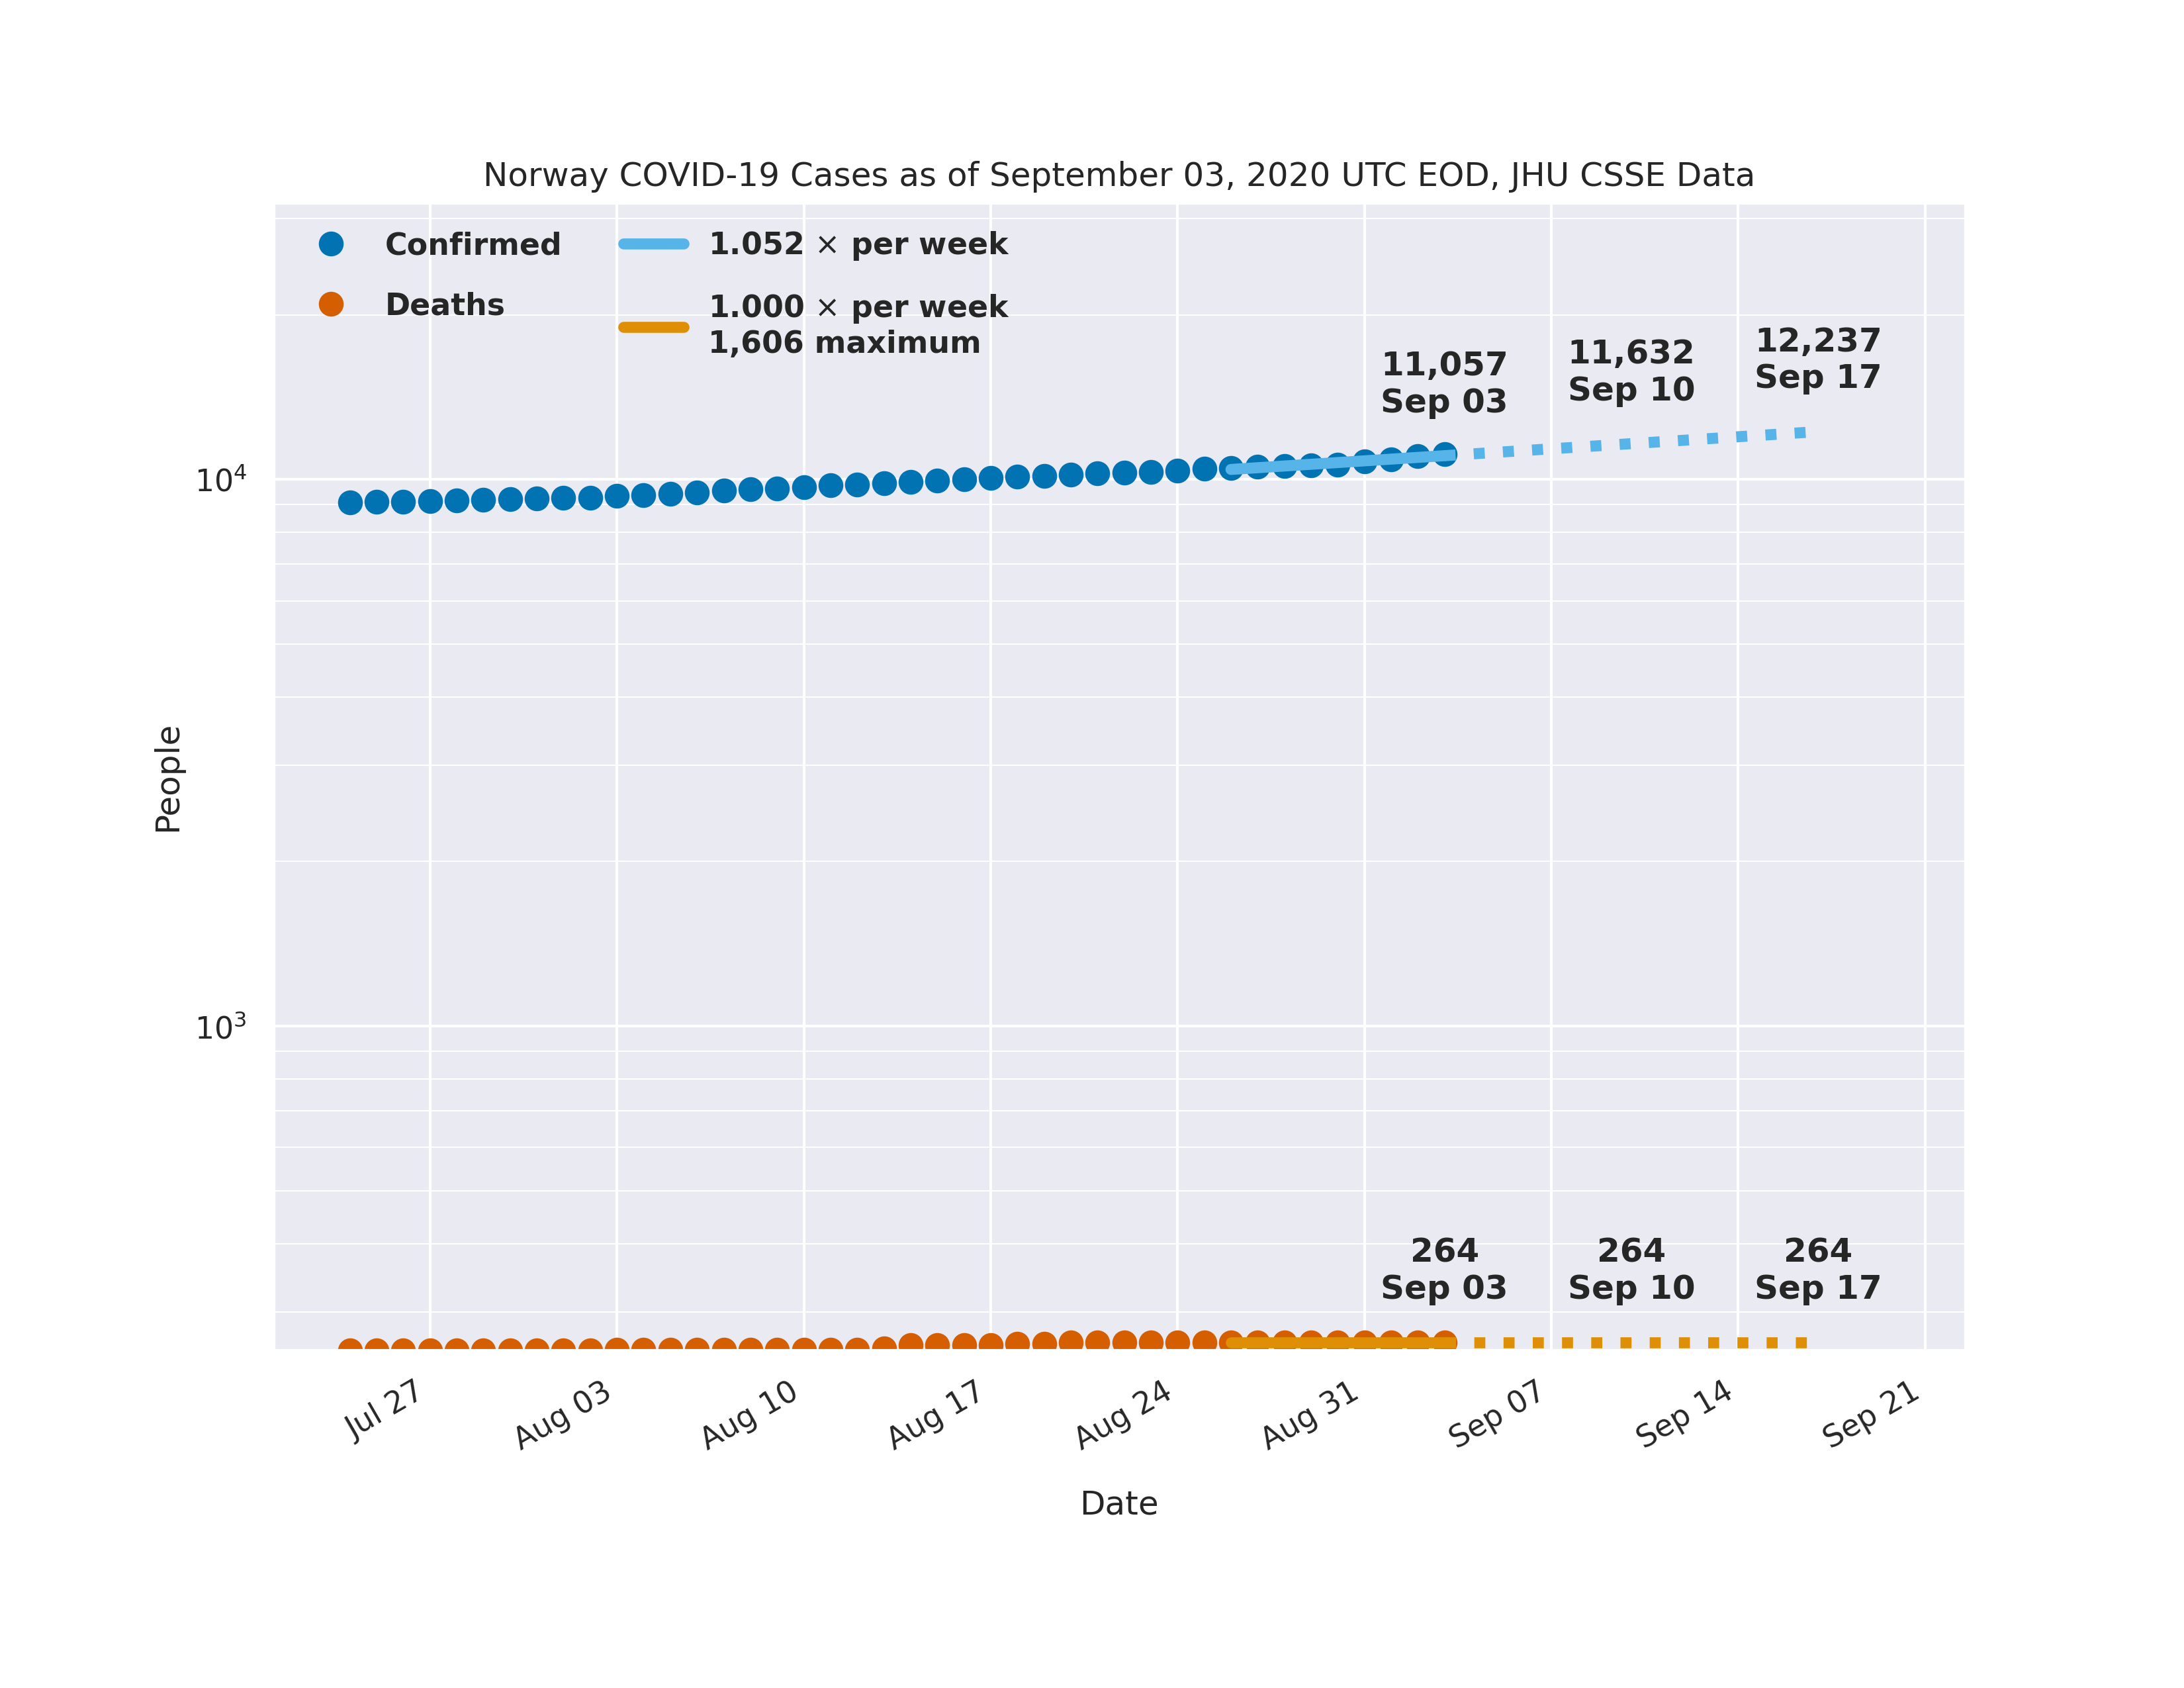 Norway COVID-19 Cases as of September 03, 2020 UTC EOD, JHU CSSE Data
Confirmed
Deaths
1.052 × per week
1.000 × per week
1,606 maximum
11,057
Sep 03
11,632
Sep 10
12,237
Sep 17
10⁴
10³
People
264
Sep 03
264
Sep 10
264
Sep 17
Jul 27
Aug 03
Aug 10
Aug 17
Aug 24
Aug 31
Sep 07
Sep 14
Sep 21
Date